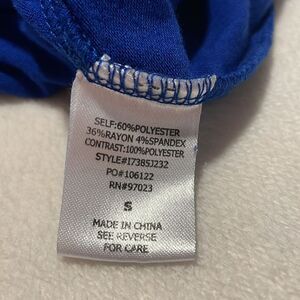 SELF:60%POLYESTER
36%RAYON 4%SPANDEX
CONTRAST:100%POLYESTER
STYLE#I7385J232
PO#106122
RN#97023
S
MADE IN CHINA
SEE REVERSE
FOR CARE